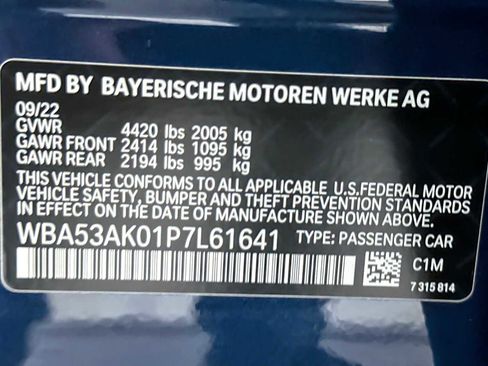 MFD BY BAYERISCHE MOTOREN WERKE AG
09/22
GVWR 4420 lbs 2005 kg
GAWR FRONT 2414 lbs 1095 kg
GAWR REAR 2194 lbs 995 kg
THIS VEHICLE CONFORMS TO ALL APPLICABLE U.S.FEDERAL MOTOR
VEHICLE SAFETY, BUMPER AND THEFT PREVENTION STANDARDS IN
EFFECT ON THE DATE OF MANUFACTURE SHOWN ABOVE.
WBA53AK01P7L61641 TYPE: PASSENGER CAR
C1M
7 315 814